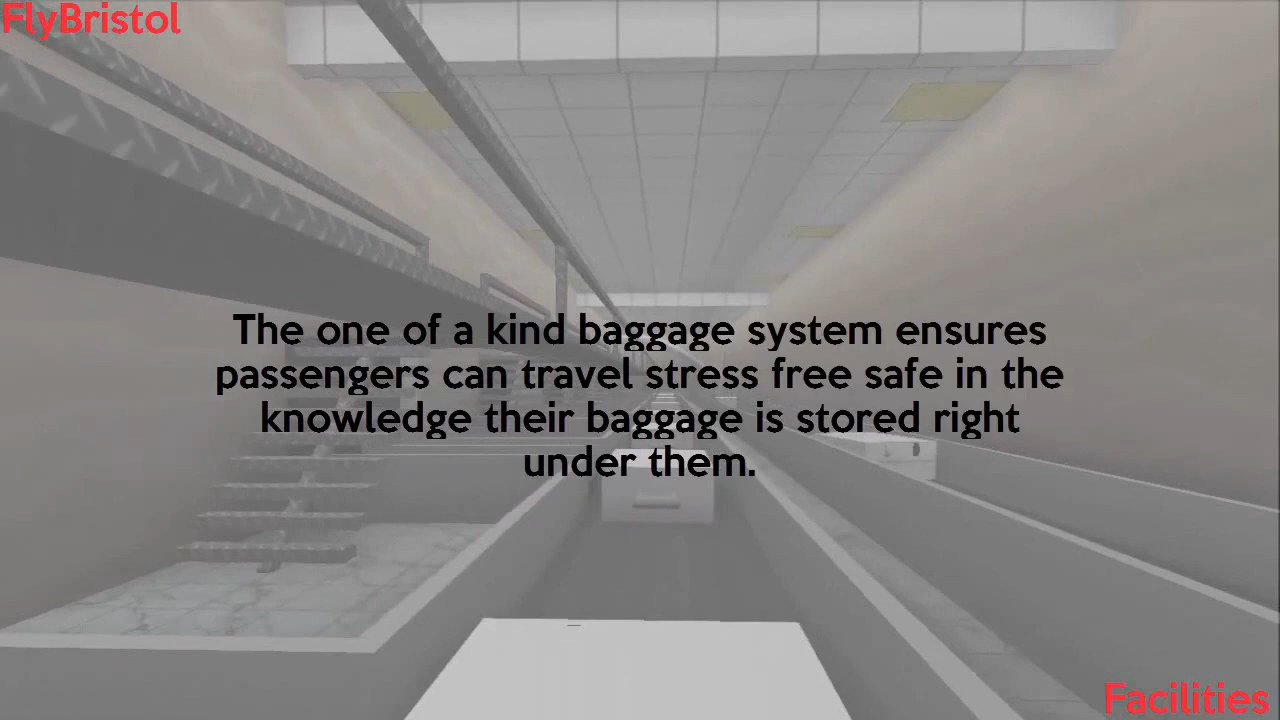 FlyBristol
The one of a kind baggage system ensures
passengers can travel stress free safe in the
knowledge their baggage is stored right
under them.
Facilities